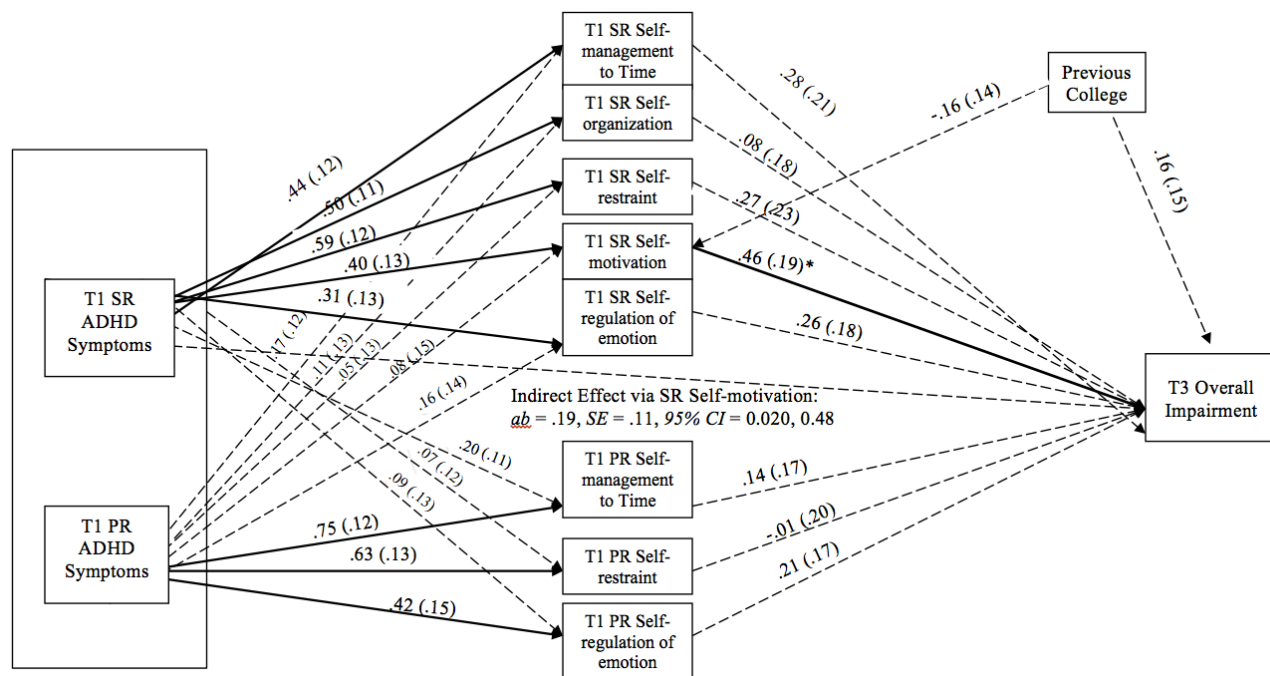 T1 SR Self-
management
to Time
T1 SR Self-
organization
T1 SR Self-
restraint
T1 SR Self-
motivation
T1 SR Self-
regulation of
emotion
Previous
College
T1 SR
ADHD
Symptoms
T1 PR
ADHD
Symptoms
.44 (.12)
.50 (.11)
.59 (.12)
.40 (.13)
.31 (.13)
.17 (.12)
.11 (.13)
.05 (.13)
.08 (.15)
.16 (.14)
.20 (.11)
.07 (.12)
.09 (.13)
.75 (.12)
.63 (.13)
.42 (.15)
.28 (.21)
-.16 (.14)
.08 (.18)
.16 (.15)
.27 (.23)
.46 (.19)*
.26 (.18)
Indirect Effect via SR Self-motivation:
ab = .19, SE = .11, 95% CI = 0.020, 0.48
T3 Overall
Impairment
T1 PR Self-
management
to Time
T1 PR Self-
restraint
T1 PR Self-
regulation of
emotion
.14 (.17)
-.01 (.20)
.21 (.17)